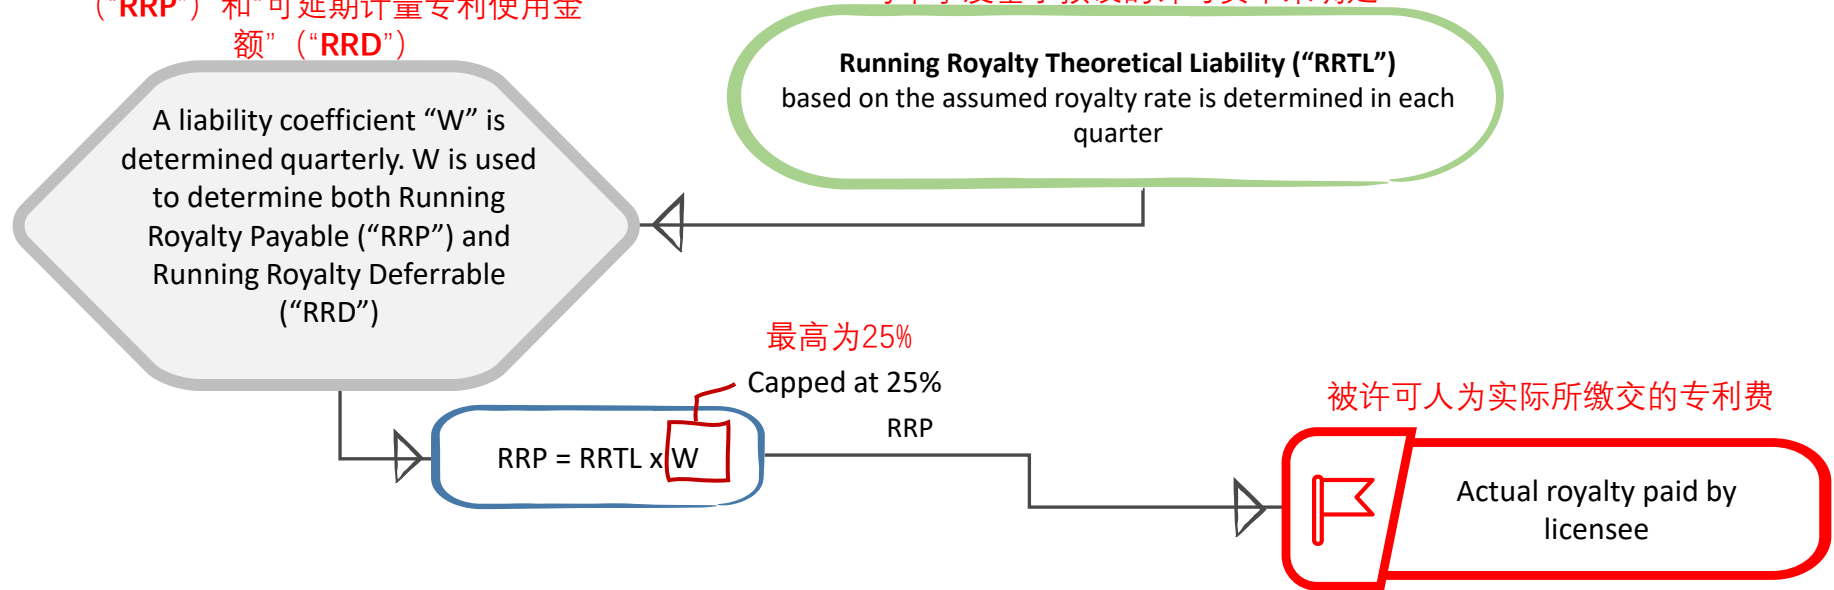 （“RRP”）和“可延期计量专利使用金
额”（“RRD”）
A liability coefficient “W” is
determined quarterly. W is used
to determine both Running
Royalty Payable (“RRP”) and
Running Royalty Deferrable
(“RRD”)
Running Royalty Theoretical Liability (“RRTL”)
based on the assumed royalty rate is determined in each
quarter
最高为25%
Capped at 25%
RRP = RRTL x W
RRP
被许可人为实际所缴交的专利费
Actual royalty paid by
licensee